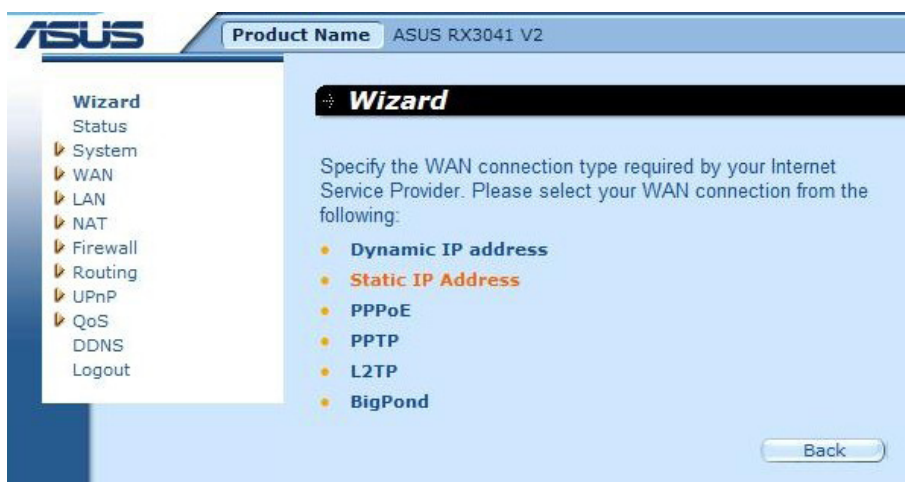 ASUS
Product Name ASUS RX3041 V2
Wizard
Status
System
WAN
LAN
NAT
Firewall
Routing
UPnP
QoS
DDNS
Logout
Wizard
Specify the WAN connection type required by your Internet
Service Provider. Please select your WAN connection from the
following:
Dynamic IP address
Static IP Address
PPPoE
PPTP
L2TP
BigPond
Back